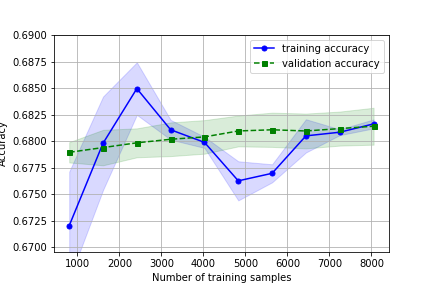 training accuracy
validation accuracy
0.6900
0.6875
0.6850
0.6825
0.6800
0.6775
0.6750
0.6725
0.6700
Accuracy
1000 2000 3000 4000 5000 6000 7000 8000
Number of training samples